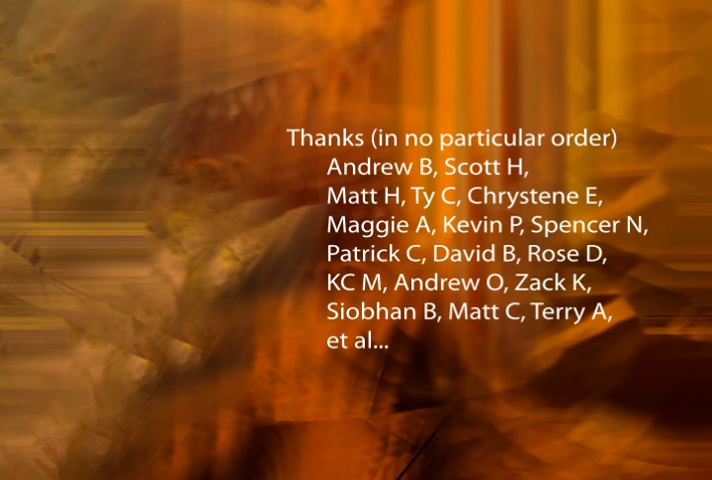 Thanks (in no particular order)
Andrew B, Scott H,
Matt H, Ty C, Chrystene E,
Maggie A, Kevin P, Spencer N,
Patrick C, David B, Rose D,
KC M, Andrew O, Zack K,
Siobhan B, Matt C, Terry A,
et al...